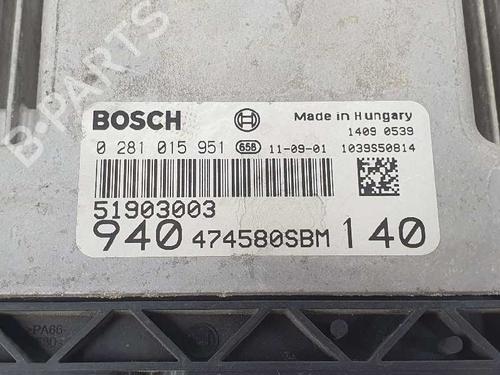 BOSCH Made in Hungary
1409 0539
0 281 015 951 658 11-09-01 1039S50814
51903003
940 474580SBM 140
PA66-